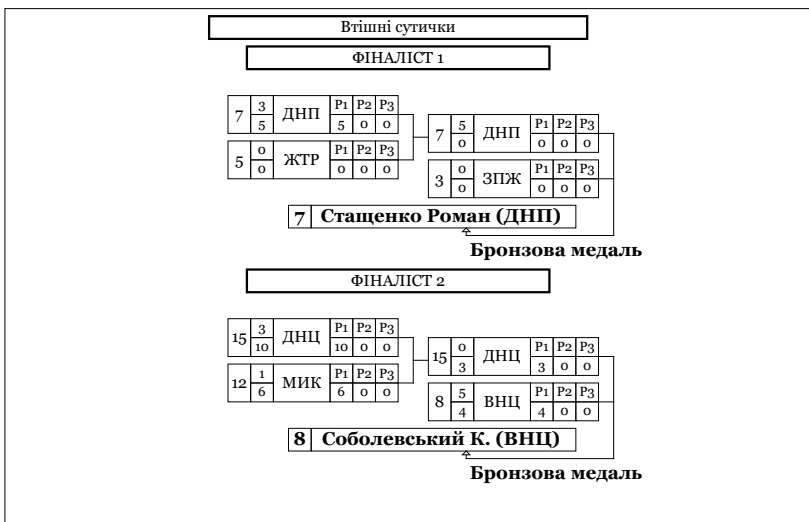 Втішні сутички
ФІНАЛІСТ 1
7 3 ДНП P1 P2 P3
5 5 0 0
7 5 ДНП P1 P2 P3
0 0 0 0
5 0 ЖТР P1 P2 P3
0 0 0 0
3 0 ЗПЖ P1 P2 P3
0 0 0 0
7 Стащенко Роман (ДНП)
Бронзова медаль
ФІНАЛІСТ 2
15 3 ДНЦ P1 P2 P3
10 10 0 0
15 0 ДНЦ P1 P2 P3
3 3 0 0
12 1 МИК P1 P2 P3
6 6 0 0
8 5 ВНЦ P1 P2 P3
4 4 0 0
8 Соболевський К. (ВНЦ)
Бронзова медаль